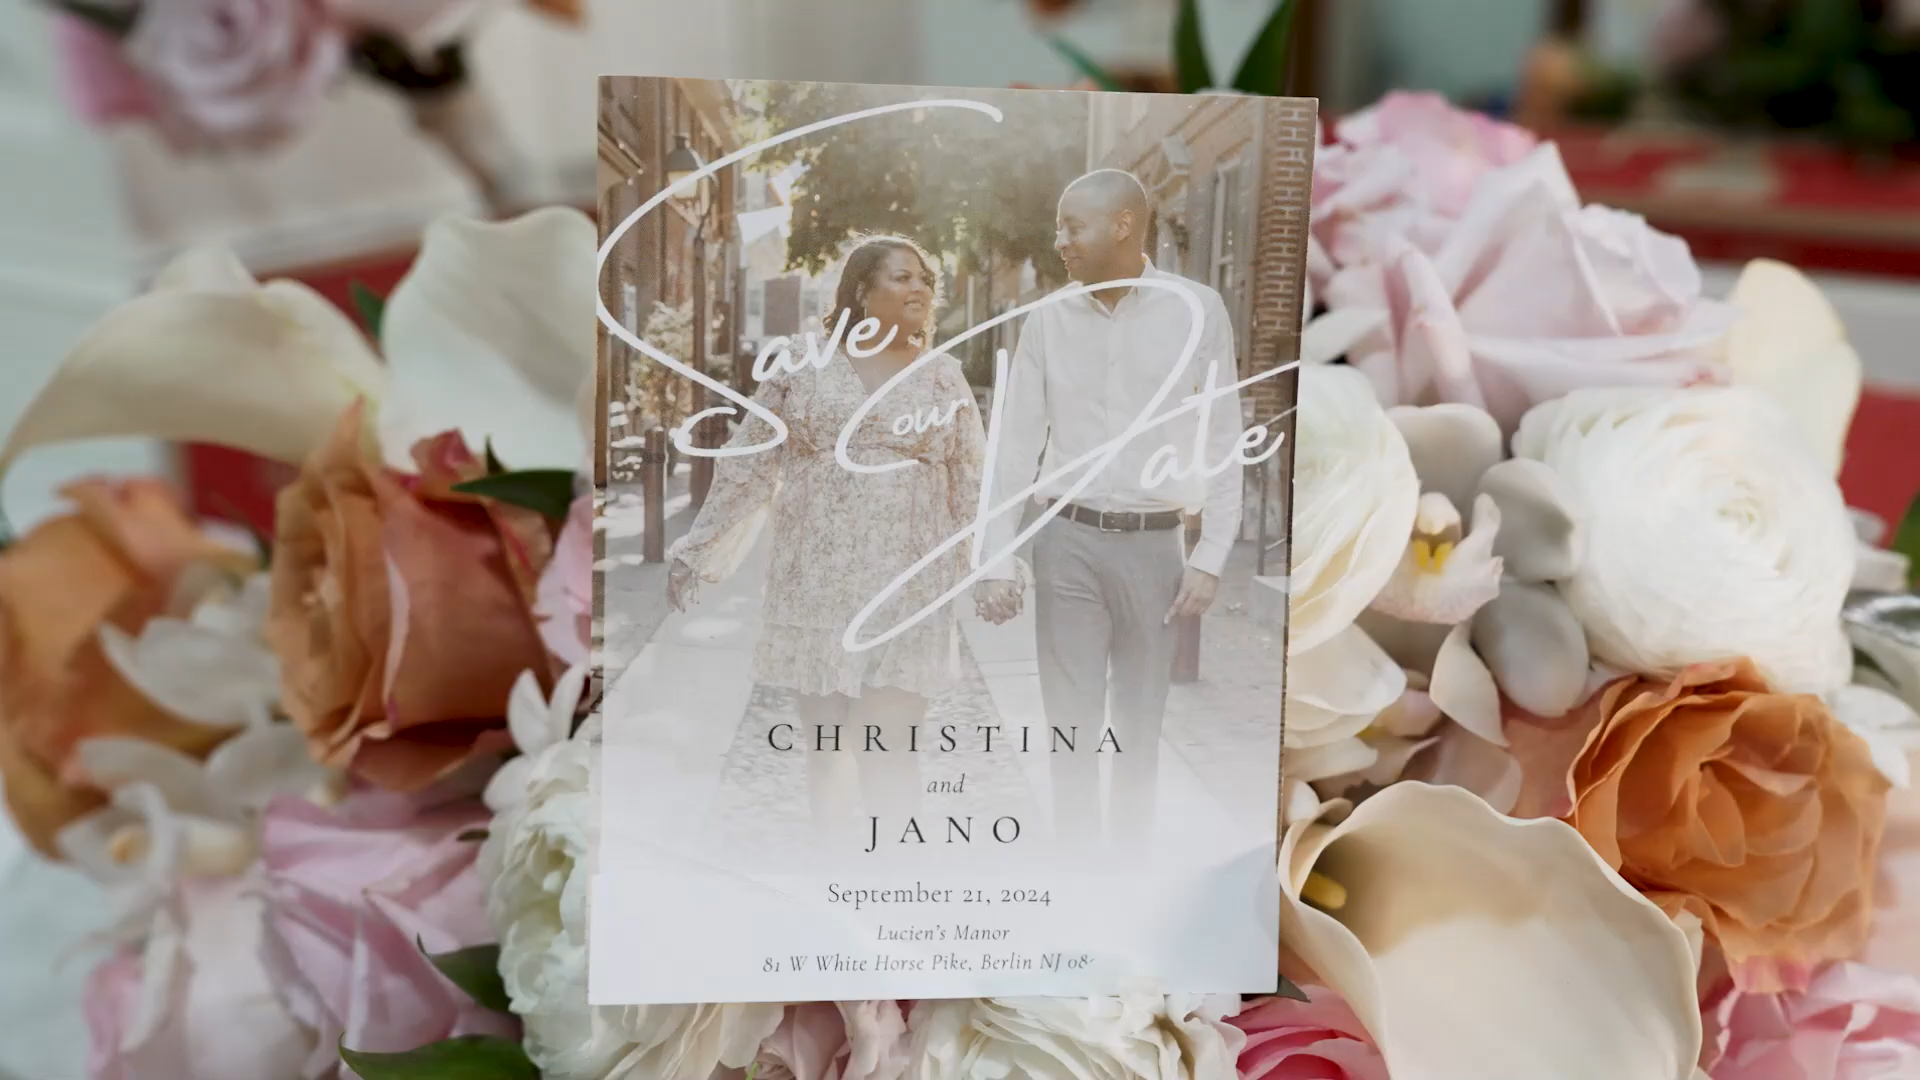 Save
our
Date
CHRISTINA
and
JANO
September 21, 2024
Lucien's Manor
81 W White Horse Pike, Berlin NJ